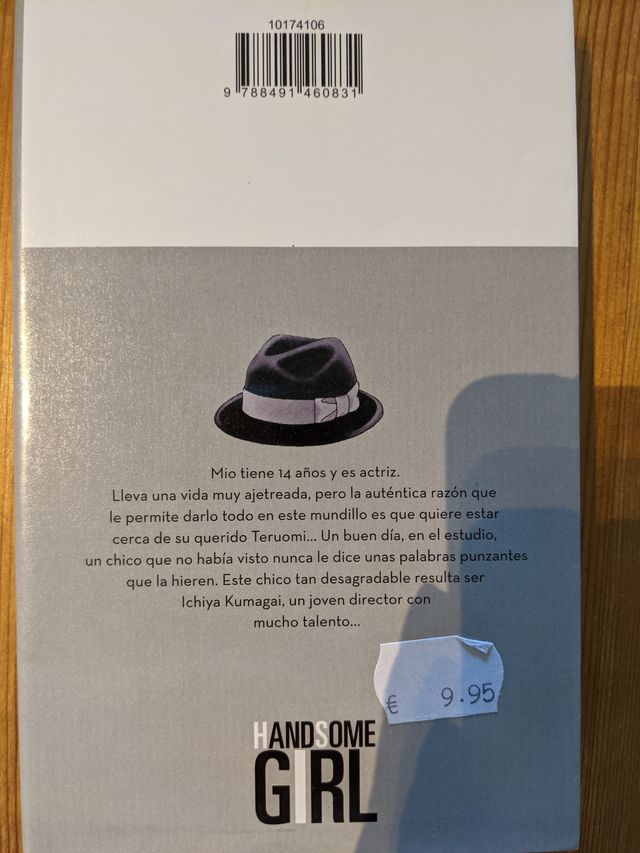 10174106
9 788491 460831
Mio tiene 14 años y es actriz.
Lleva una vida muy ajetreada, pero la auténtica razón que
le permite darlo todo en este mundillo es que quiere estar
cerca de su querido Teruomi... Un buen día, en el estudio,
un chico que no había visto nunca le dice unas palabras punzantes
que la hieren. Este chico tan desagradable resulta ser
Ichiya Kumagai, un joven director con
mucho talento...
€ 9.95
HANDSOME
GIRL